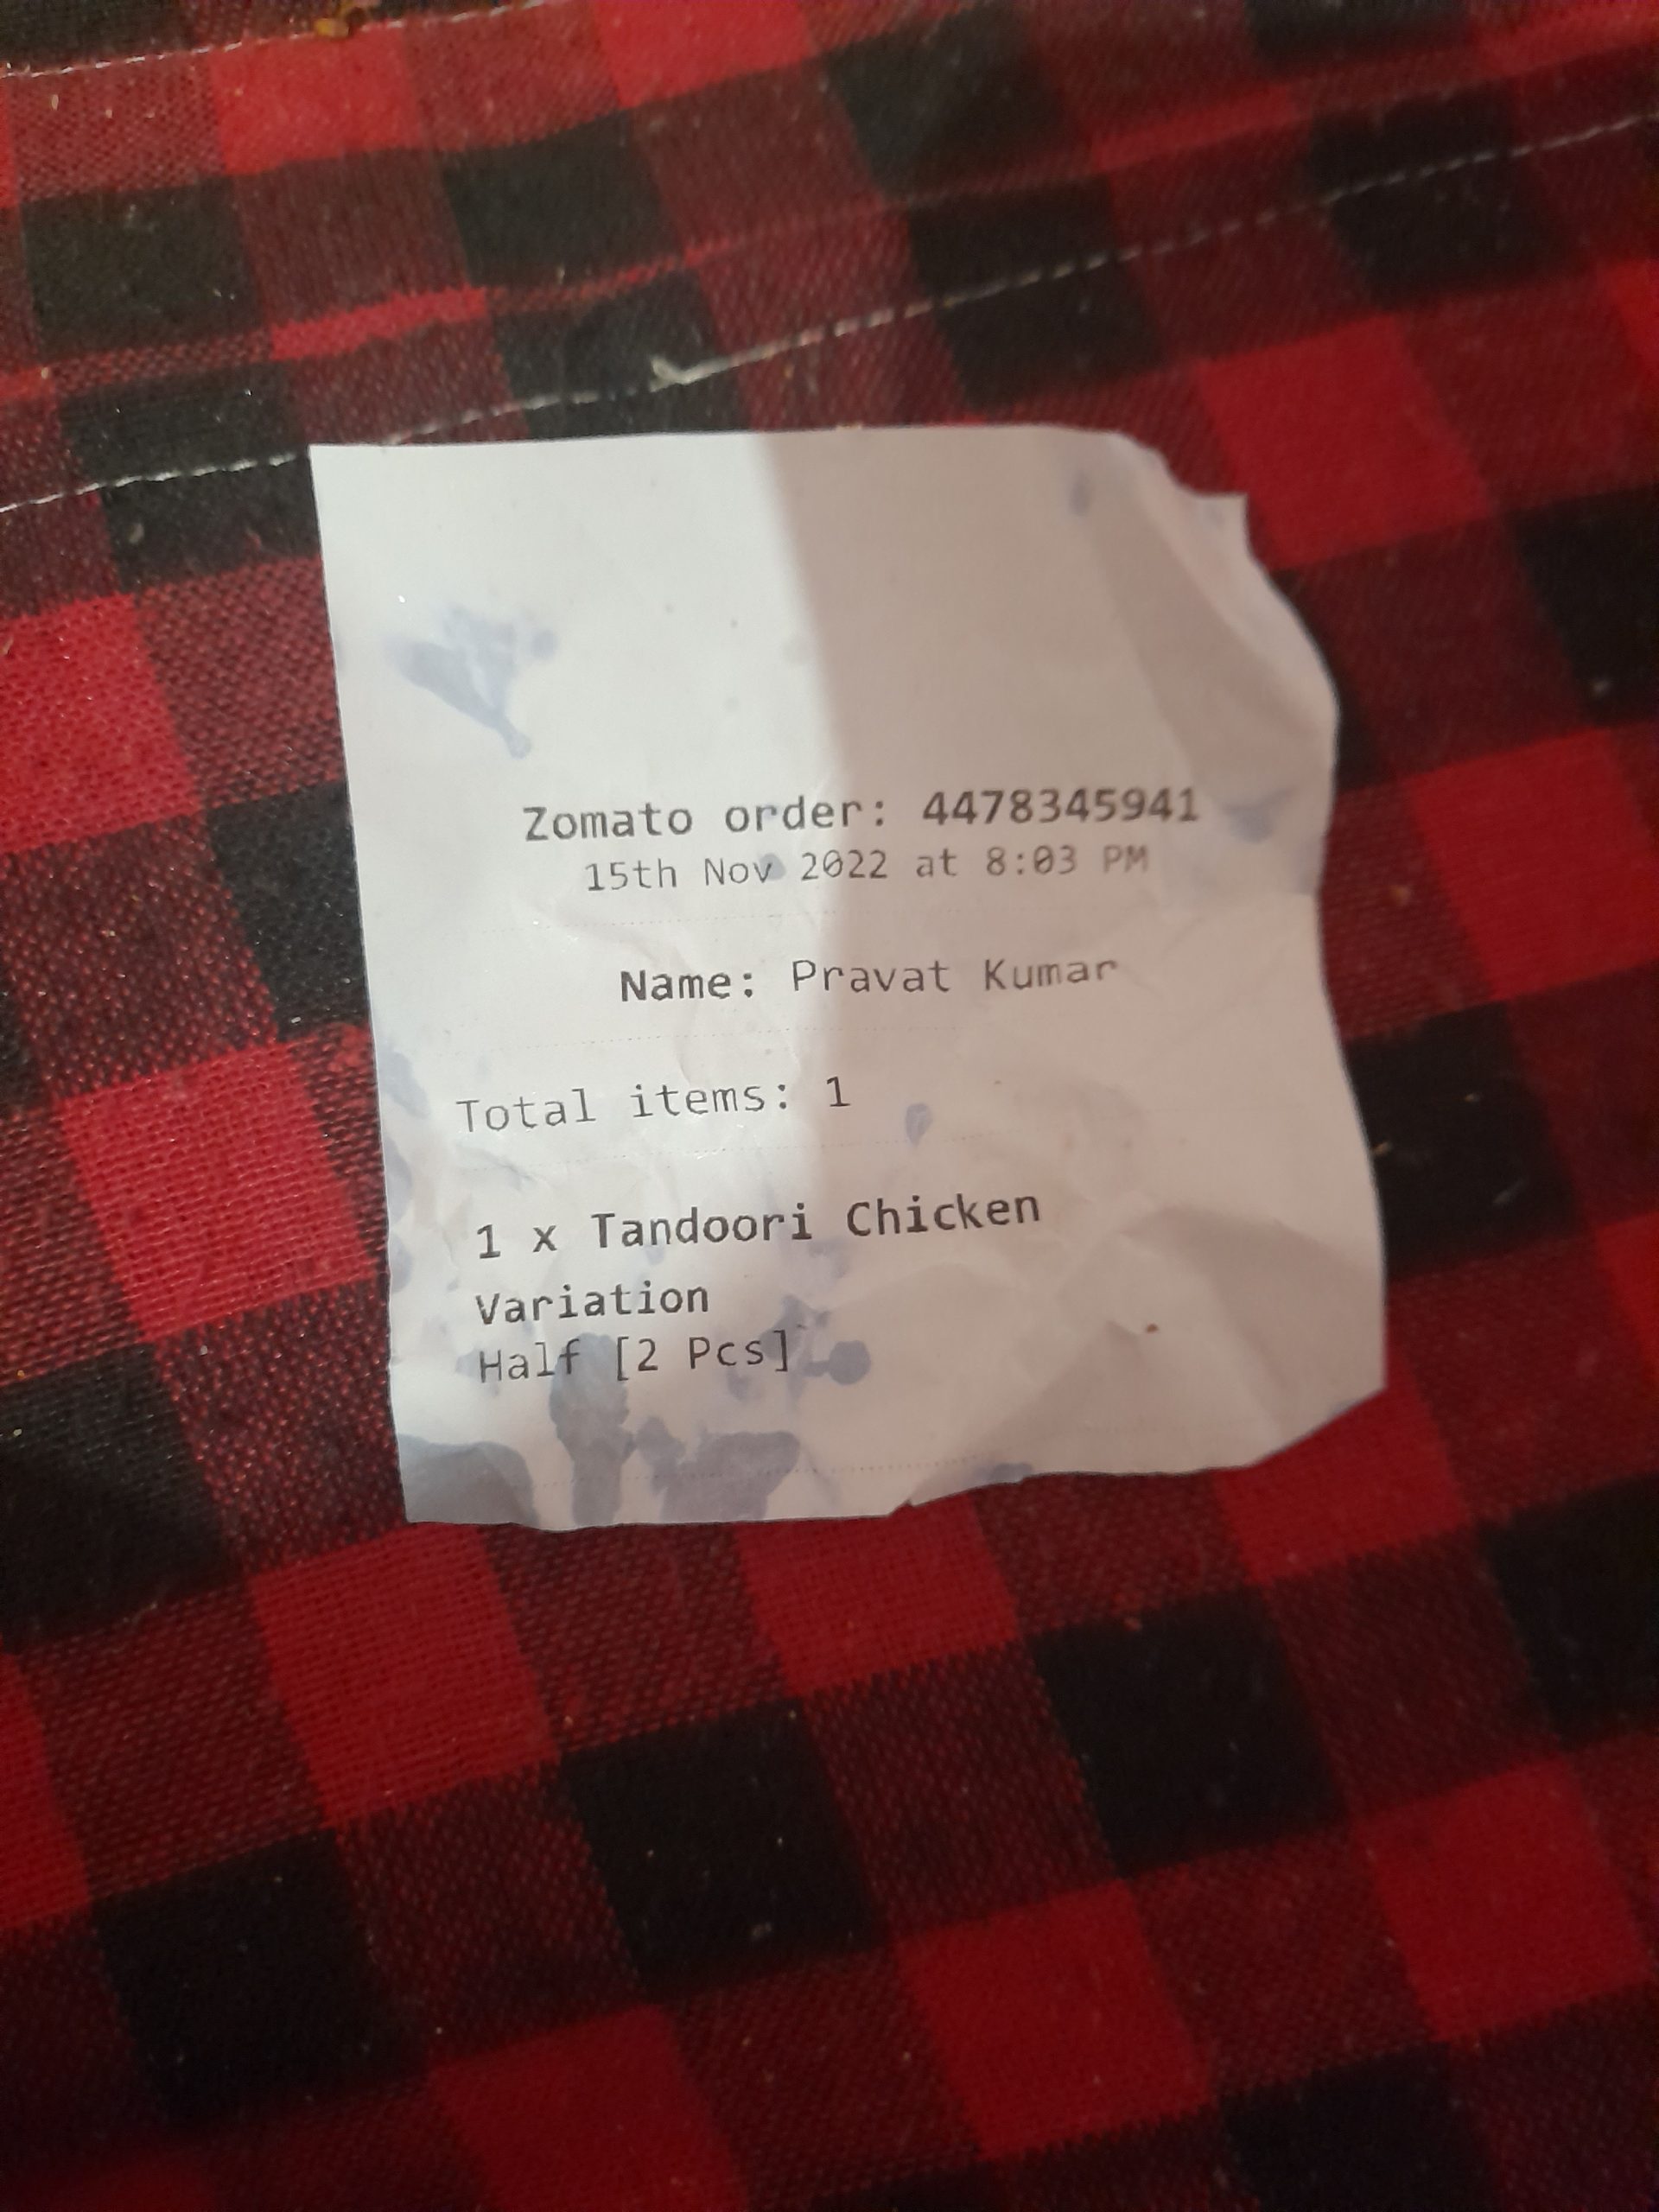 Zomato order: 4478345941
15th Nov 2022 at 8:03 PM
Name: Pravat Kumar
Total items: 1
1 x Tandoori Chicken
Variation
Half [2 Pcs]